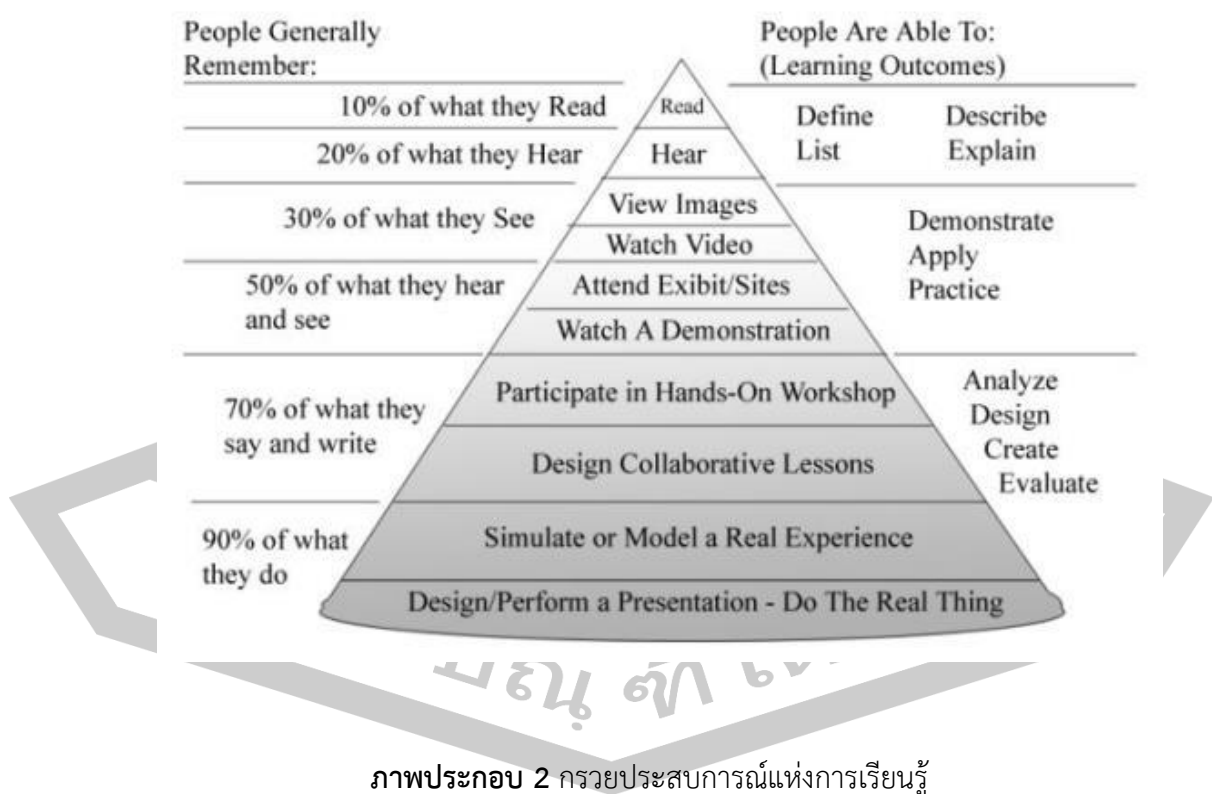 People Generally
Remember:
10% of what they Read
20% of what they Hear
30% of what they See
50% of what they hear
and see
70% of what they
say and write
90% of what
they do
Read
Hear
View Images
Watch Video
Attend Exibit/Sites
Watch A Demonstration
Participate in Hands-On Workshop
Design Collaborative Lessons
Simulate or Model a Real Experience
Design/Perform a Presentation - Do The Real Thing
People Are Able To:
(Learning Outcomes)
Define Describe
List Explain
Demonstrate
Apply
Practice
Analyze
Design
Create
Evaluate
ภาพประกอบ 2 กรวยประสบการณ์แห่งการเรียนรู้